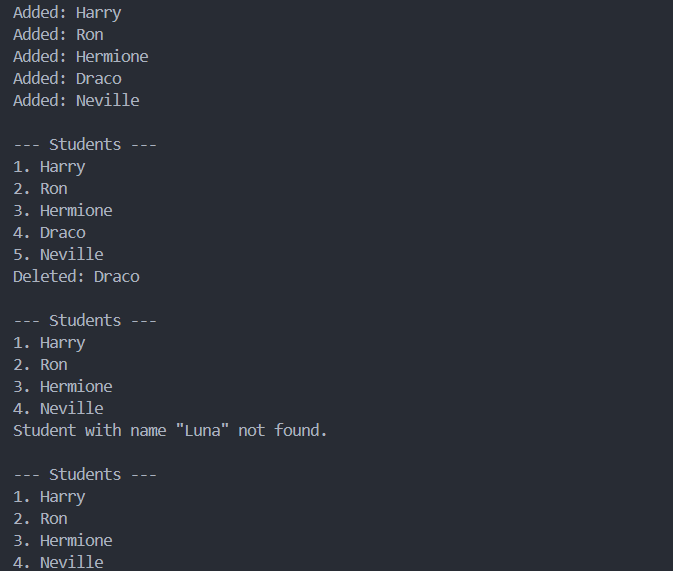 Added: Harry
Added: Ron
Added: Hermione
Added: Draco
Added: Neville
--- Students ---
1. Harry
2. Ron
3. Hermione
4. Draco
5. Neville
Deleted: Draco
--- Students ---
1. Harry
2. Ron
3. Hermione
4. Neville
Student with name "Luna" not found.
--- Students ---
1. Harry
2. Ron
3. Hermione
4. Neville